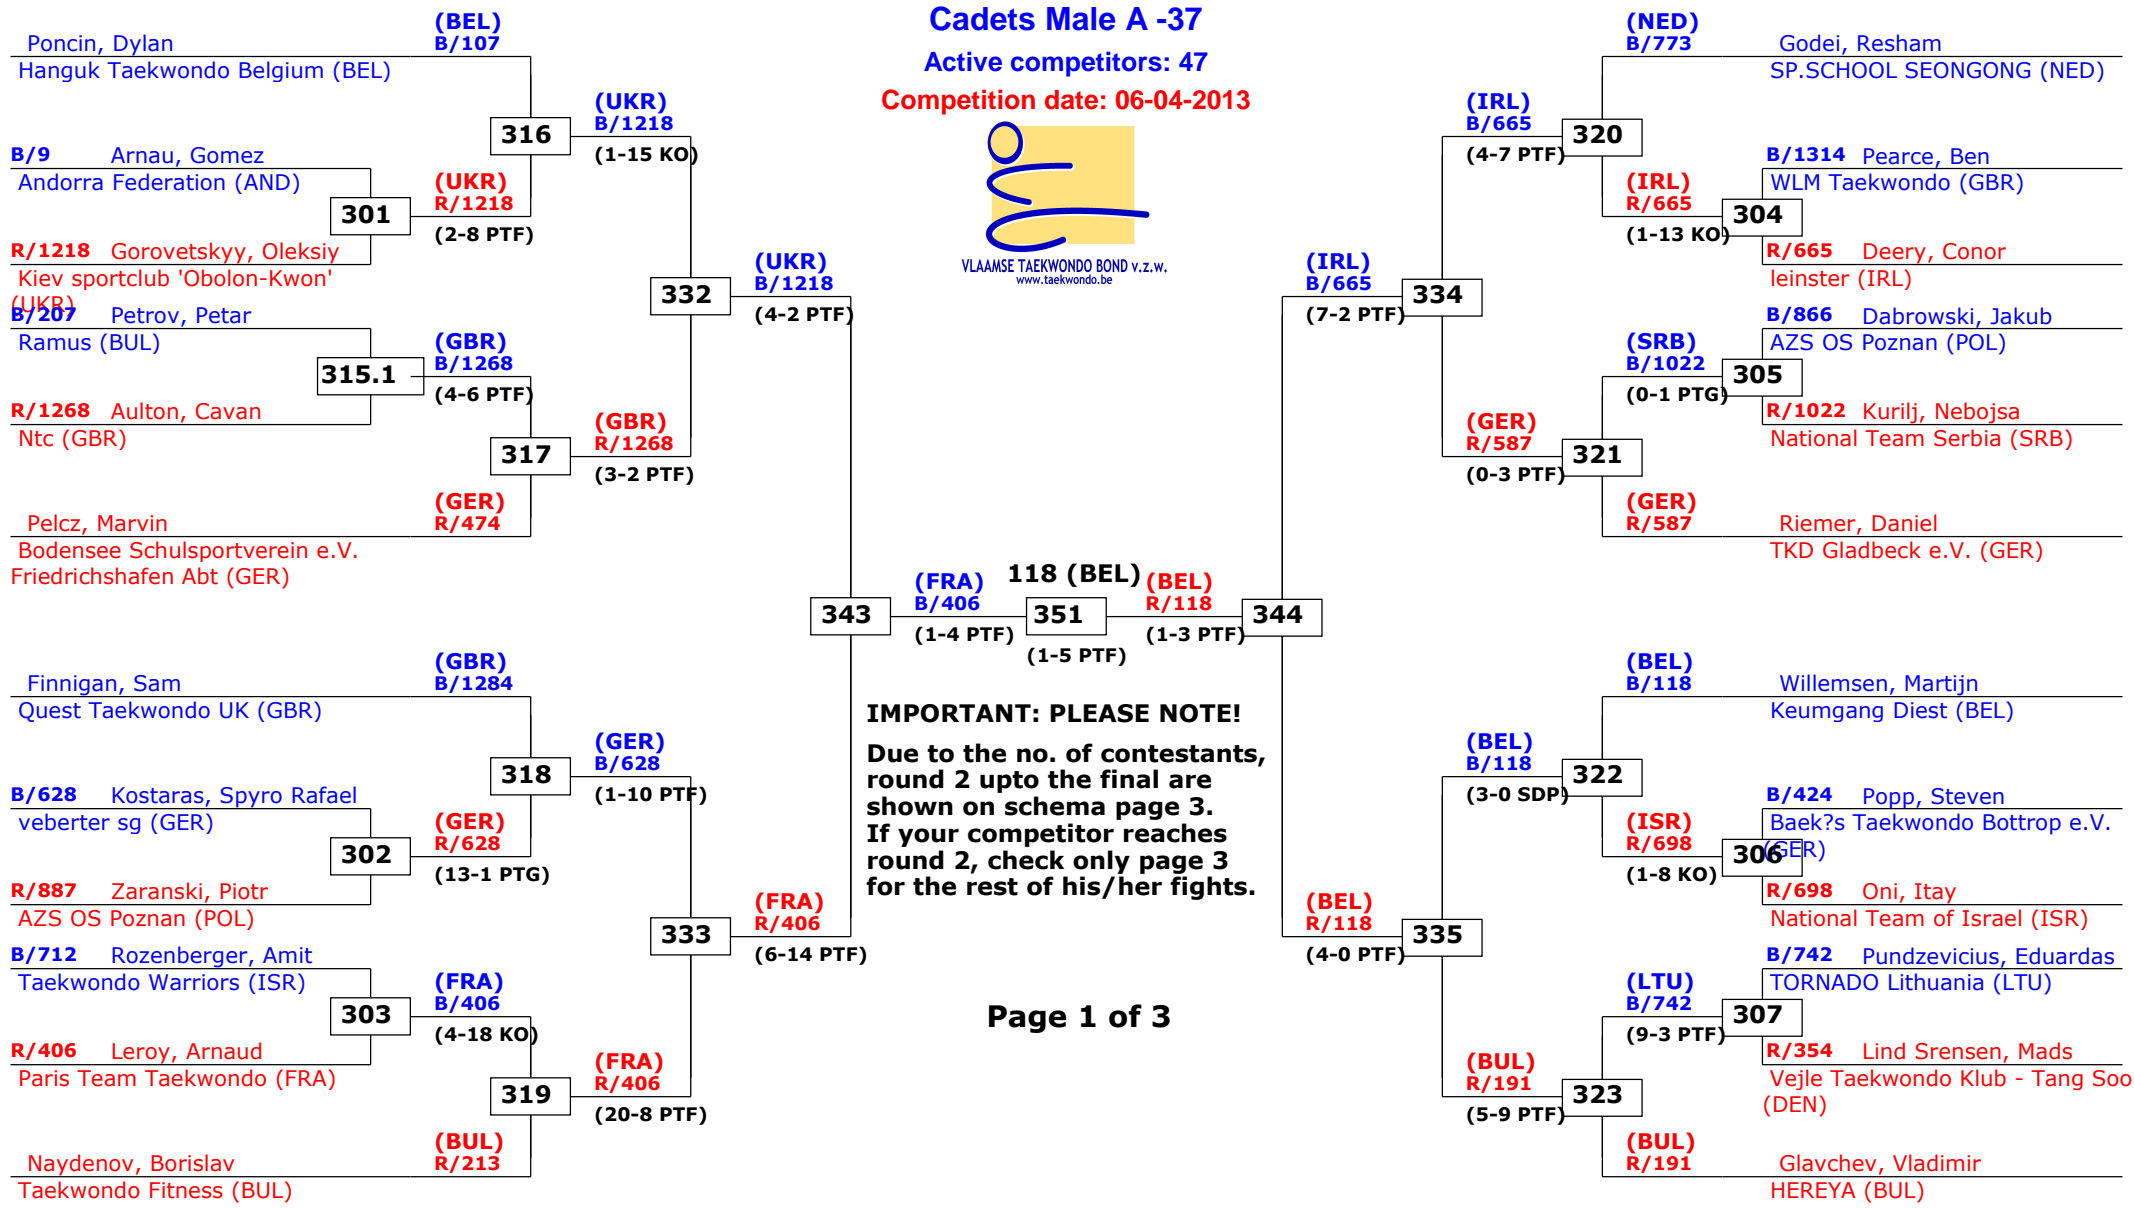 Cadets Male A -37
Active competitors: 47
Competition date: 06-04-2013
VLAAMSE TAEKWONDO BOND v.z.w.
www.taekwondo.be
Poncin, Dylan
Hanguk Taekwondo Belgium (BEL)
(BEL)
B/107
316
B/9 Arnau, Gomez
Andorra Federation (AND)
301
R/1218 Gorovetskyy, Oleksiy
Kiev sportclub 'Obolon-Kwon'
(UKR)
(UKR)
R/1218
(2-8 PTF)
(UKR)
B/1218
(1-15 KO)
B/207 Petrov, Petar
Ramus (BUL)
315.1
R/1268 Aulton, Cavan
Ntc (GBR)
(GBR)
B/1268
(4-6 PTF)
317
Pelcz, Marvin
Bodensee Schulsportverein e.V.
Friedrichshafen Abt (GER)
(GER)
R/474
(GBR)
R/1268
(3-2 PTF)
332
(UKR)
B/1218
(4-2 PTF)
Finnigan, Sam
Quest Taekwondo UK (GBR)
(GBR)
B/1284
318
B/628 Kostaras, Spyro Rafael
veberter sg (GER)
302
R/887 Zaranski, Piotr
AZS OS Poznan (POL)
(GER)
R/628
(13-1 PTG)
(GER)
B/628
(1-10 PTF)
B/712 Rozenberger, Amit
Taekwondo Warriors (ISR)
303
R/406 Leroy, Arnaud
Paris Team Taekwondo (FRA)
(FRA)
B/406
(4-18 KO)
319
Naydenov, Borislav
Taekwondo Fitness (BUL)
(BUL)
R/213
(FRA)
R/406
(20-8 PTF)
333
(FRA)
R/406
(6-14 PTF)
343
(FRA)
B/406
(1-4 PTF)
118 (BEL)
351
(1-5 PTF)
(BEL)
R/118
(1-3 PTF)
344
IMPORTANT: PLEASE NOTE!
Due to the no. of contestants,
round 2 upto the final are
shown on schema page 3.
If your competitor reaches
round 2, check only page 3
for the rest of his/her fights.
Page 1 of 3
(NED)
B/773
Godei, Resham
SP.SCHOOL SEONGONG (NED)
320
(IRL)
B/665
(4-7 PTF)
B/1314 Pearce, Ben
WLM Taekwondo (GBR)
304
(IRL)
R/665
(1-13 KO)
R/665 Deery, Conor
leinster (IRL)
(IRL)
B/665
(7-2 PTF)
334
B/866 Dabrowski, Jakub
AZS OS Poznan (POL)
305
(SRB)
B/1022
(0-1 PTG)
R/1022 Kurilj, Nebojsa
National Team Serbia (SRB)
(GER)
R/587
(0-3 PTF)
321
(GER)
R/587
Riemer, Daniel
TKD Gladbeck e.V. (GER)
(BEL)
B/118
Willemsen, Martijn
Keumgang Diest (BEL)
322
(BEL)
B/118
(3-0 SDP)
B/424 Popp, Steven
Baek?s Taekwondo Bottrop e.V.
(GER)
306
(ISR)
R/698
(1-8 KO)
R/698 Oni, Itay
National Team of Israel (ISR)
(BEL)
R/118
(4-0 PTF)
335
B/742 Pundzevicius, Eduardas
TORNADO Lithuania (LTU)
307
(LTU)
B/742
(9-3 PTF)
R/354 Lind Srensen, Mads
Vejle Taekwondo Klub - Tang Soo
(DEN)
(BUL)
R/191
(5-9 PTF)
323
(BUL)
R/191
Glavchev, Vladimir
HEREYA (BUL)